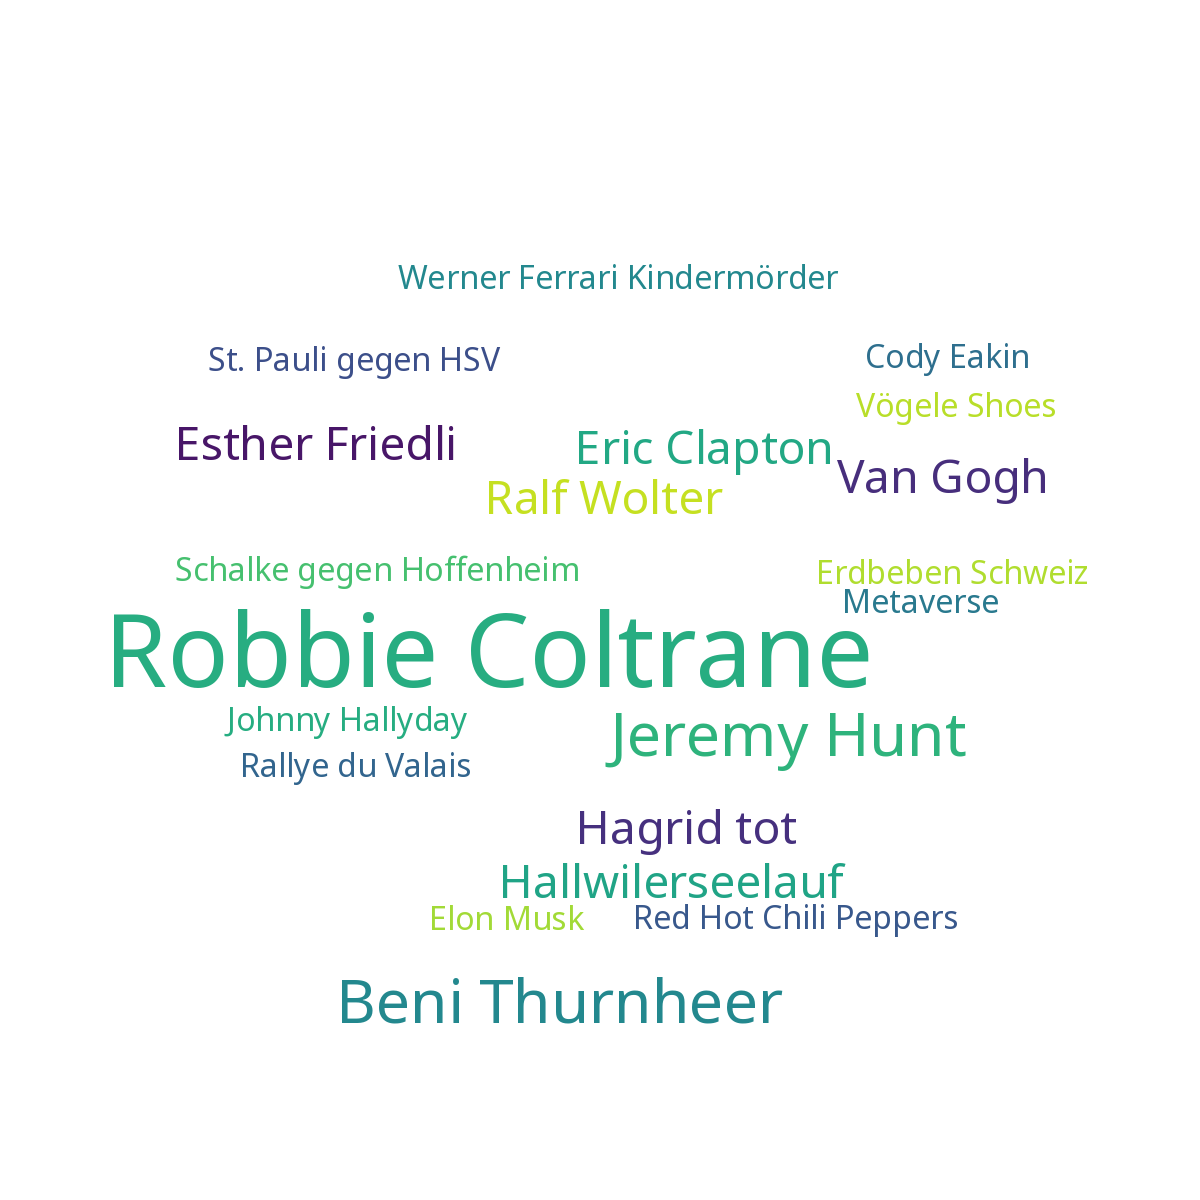 Werner Ferrari Kindermörder
St. Pauli gegen HSV
Cody Eakin
Vögele Shoes
Esther Friedli
Eric Clapton
Van Gogh
Ralf Wolter
Schalke gegen Hoffenheim
Erdbeben Schweiz
Metaverse
Robbie Coltrane
Johnny Hallyday
Jeremy Hunt
Rallye du Valais
Hagrid tot
Hallwilerseelauf
Elon Musk
Red Hot Chili Peppers
Beni Thurnheer